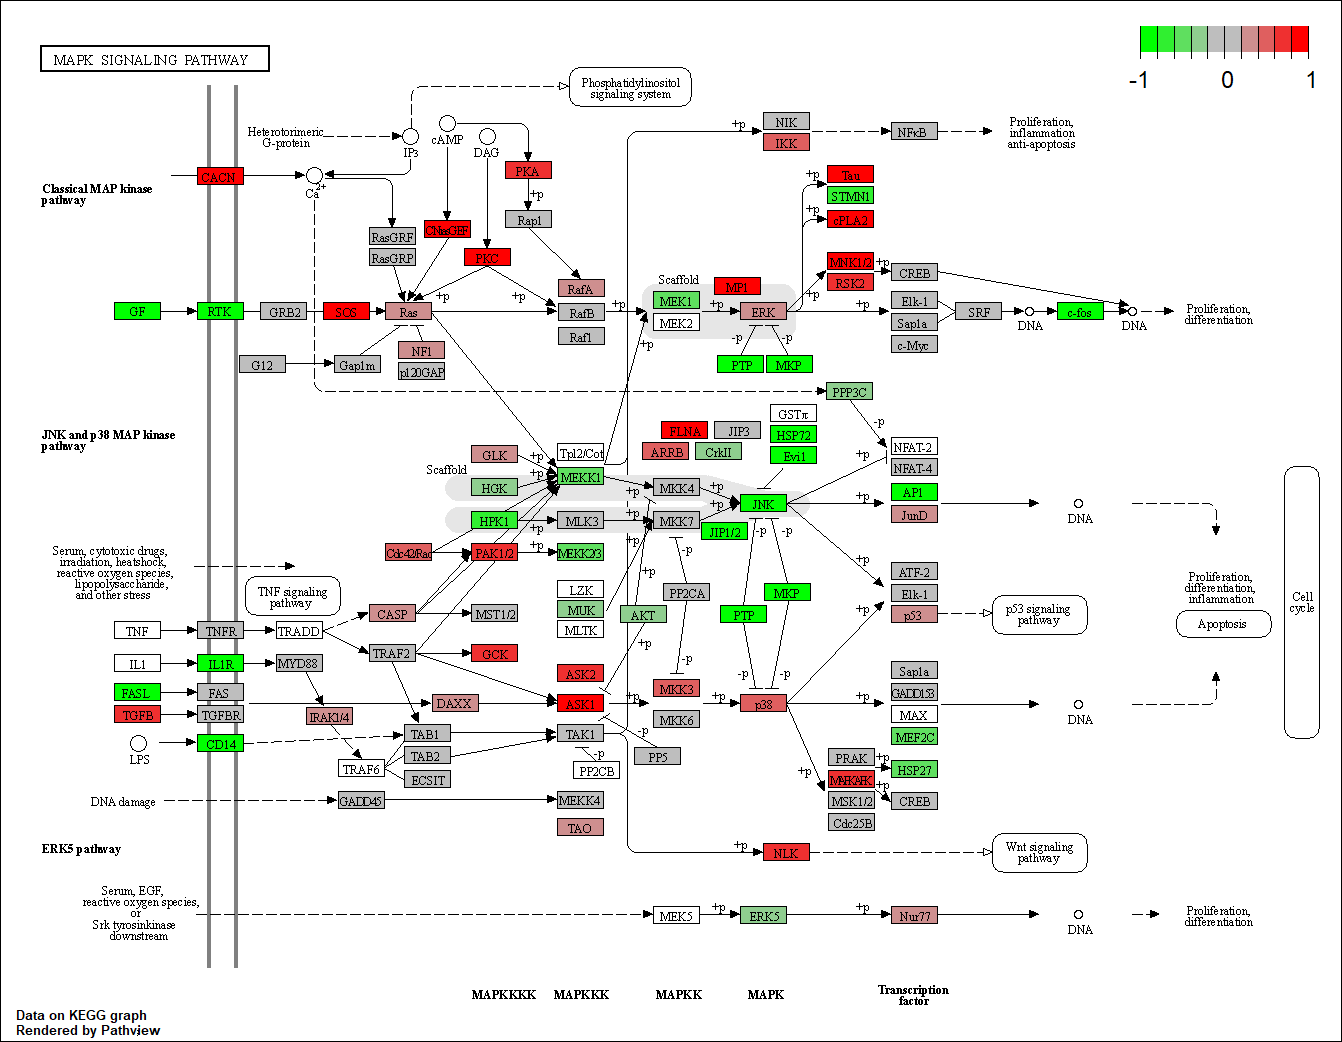 MAPK SIGNALING PATHWAY
-1
0
1
Phosphatidylinositol
signaling system
Heterotorimeric
G-protein
IP3
cAMP
DAG
+p
NIK
IKK
NFκB
Proliferation,
inflammation
anti-apoptosis
Classical MAP kinase
pathway
CACN
Ca2+
PKA
+p
Rap1
+p
Tau
STMN1
+p
cPLA2
RasGRF
RasGRP
CNasGEF
PKC
MNK1/2
RSK2
+p
+p
CREB
Scaffold
MEK1
MEK2
MP1
GF
RTK
GRB2
SOS
Ras
+p
+p
RafA
RafB
Raf1
+p
+p
+p
ERK
+p
+p
Elk-1
Sap1a
c-Myc
SRF
DNA
c-fos
DNA
Proliferation,
differentiation
G12
Gap1m
NF1
p120GAP
-p
-p
PTP
MKP
PPP3C
-p
JNK and p38 MAP kinase
pathway
GSTπ
HSP72
Evi1
FLNA
JIP3
ARRB
CrkII
NFAT-2
NFAT-4
Scaffold
GLK
+p
Tpl2/Cot
MEKK1
HGK
+p
MKK4
+p
JNK
+p
+p
AP1
JunD
DNA
HPK1
+p
MLK3
+p
+p
MKK7
+p
JIP1/2
-p
-p
Cdc42/Rac
PAK1/2
+p
MEKK2/3
-p
+p
+p
ATF-2
Elk-1
p53
+p
p53 signaling
pathway
Serum, cytotoxic drugs,
irradiation, heatshock,
reactive oxygen species,
lipopolysaccharide,
and other stress
TNF signaling
pathway
LZK
MUK
MLTK
PP2CA
AKT
+p
MKP
PTP
Proliferation,
differentiation,
inflammation
Apoptosis
Cell
cycle
CASP
MST1/2
TNF
TNFR
TRADD
TRAF2
GCK
IL1
IL1R
MYD88
ASK2
-p
-p
-p
FASL
FAS
MKK3
TGFB
TGFBR
IRAK1/4
DAXX
ASK1
+p
MKK6
+p
p38
+p
Sap1a
GADD153
MAX
MEF2C
DNA
LPS
CD14
TAB1
TAK1
-p
PP5
TAB2
-p
PP2CB
TRAF6
ECSIT
+p
PRAK
MAPKAPK
MSK1/2
Cdc25B
+p
HSP27
+p
CREB
DNA damage
GADD45
MEKK4
TAO
ERK5 pathway
+p
NLK
Wnt signaling
pathway
Serum, EGF,
reactive oxygen species,
or
Srk tyrosinkinase
downstream
MEK5
+p
ERK5
+p
Nur77
DNA
Proliferation,
differentiation
MAPKKKK
MAPKKK
MAPKK
MAPK
Transcription
factor
Data on KEGG graph
Rendered by Pathview